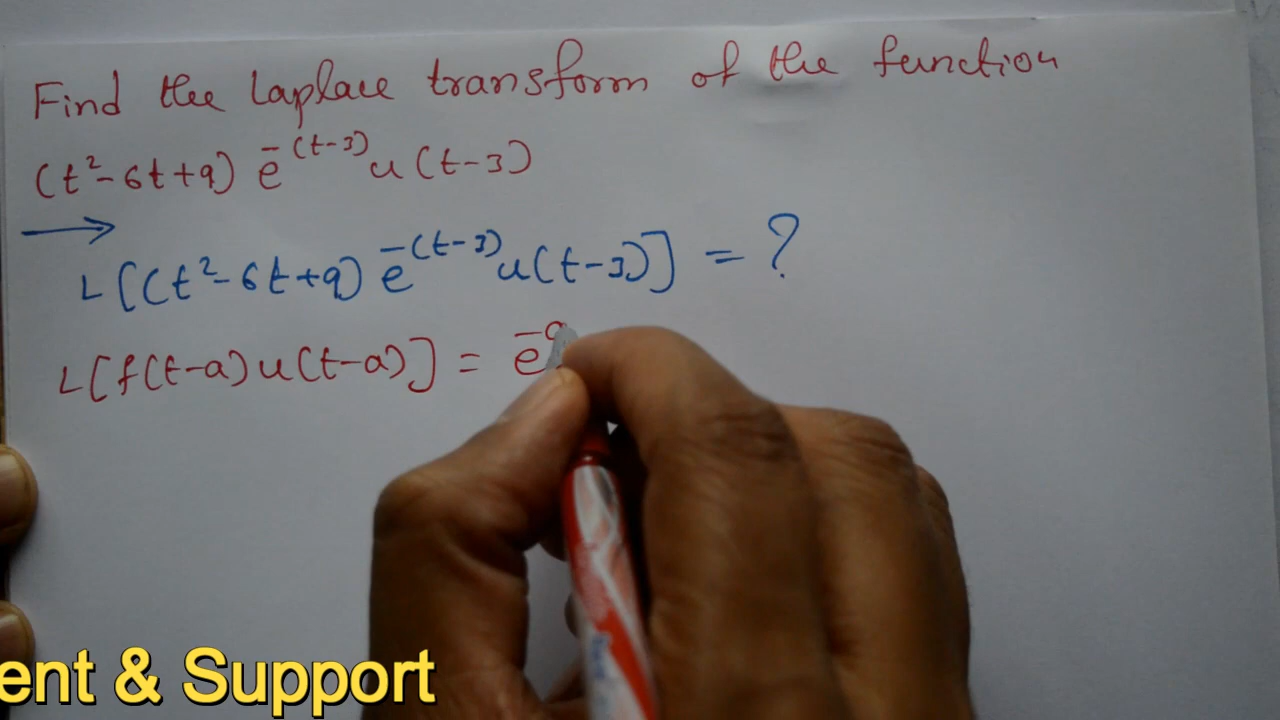 Find the Laplace transform of the function
(t²-6t+9) e^-(t-3) u(t-3)
L[(t²-6t+9) e^-(t-3) u(t-3)] = ?
L[f(t-a)u(t-a)] = e^-a
ent & Support